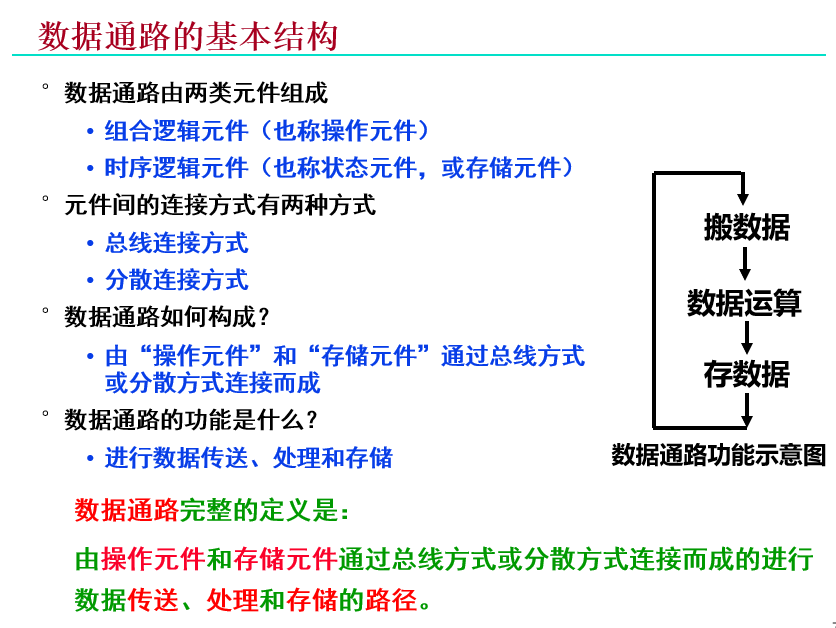 数据通路的基本结构
° 数据通路由两类元件组成
• 组合逻辑元件（也称操作元件）
• 时序逻辑元件（也称状态元件，或存储元件）
° 元件间的连接方式有两种方式
• 总线连接方式
• 分散连接方式
° 数据通路如何构成？
• 由“操作元件”和“存储元件”通过总线方式
或分散方式连接而成
° 数据通路的功能是什么？
• 进行数据传送、处理和存储
搬数据
数据运算
存数据
数据通路功能示意图
数据通路完整的定义是：
由操作元件和存储元件通过总线方式或分散方式连接而成的进行
数据传送、处理和存储的路径。